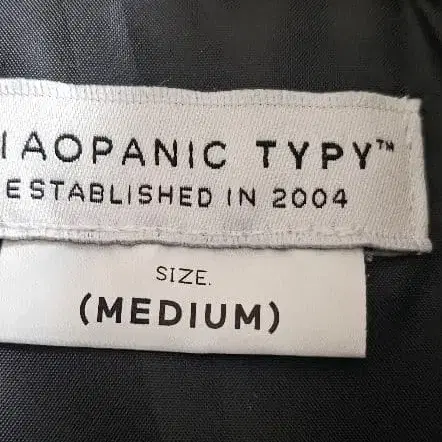 IAOPANIC TYPY™
ESTABLISHED IN 2004
SIZE.
(MEDIUM)